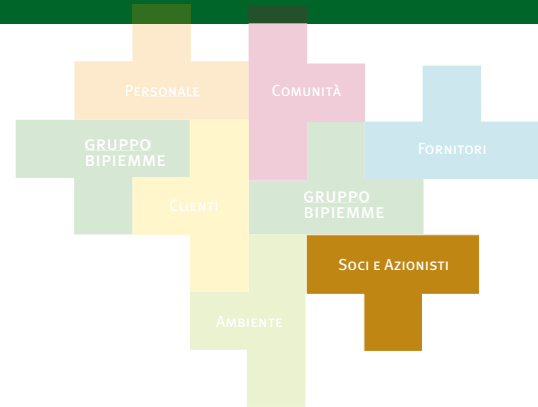 Personale
Comunità
GRUPPO
BIPIEMME
Fornitori
Clienti
GRUPPO
BIPIEMME
Soci e Azionisti
Ambiente